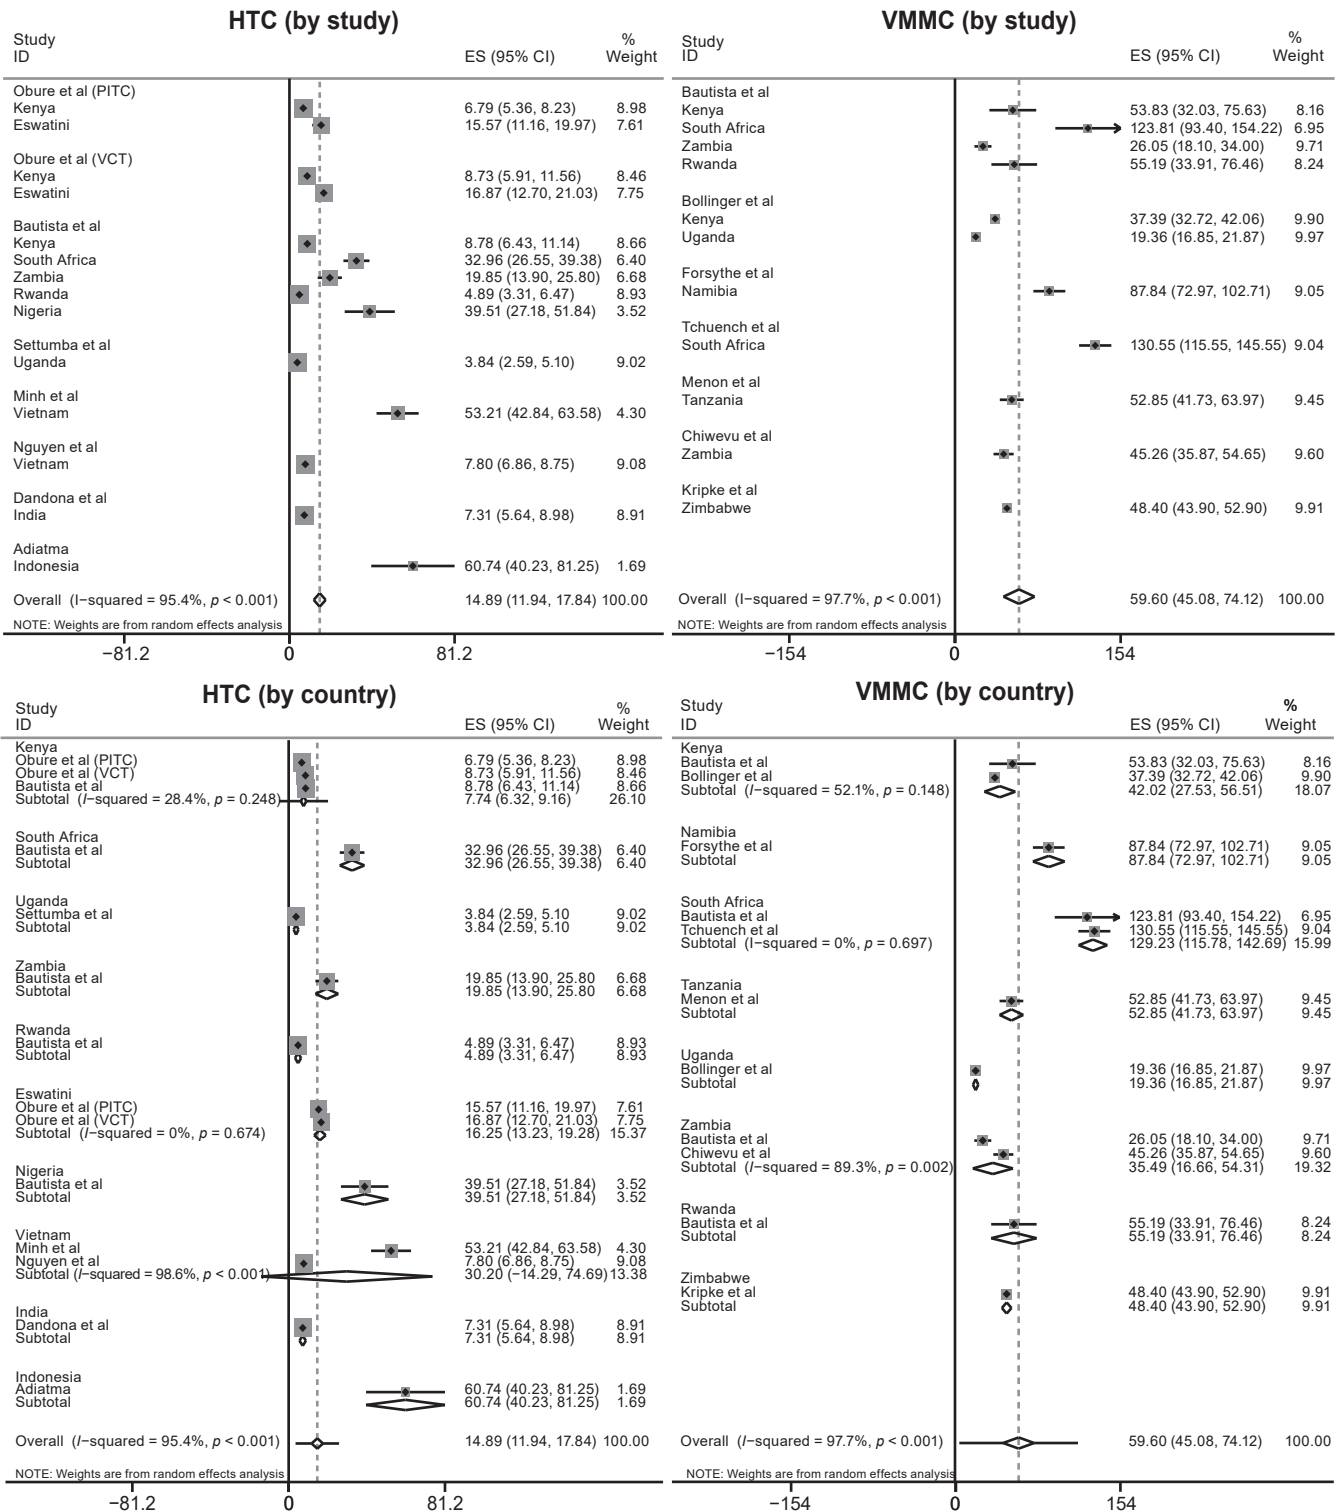 HTC (by study)
Study
ID ES (95% CI) % Weight
Obure et al (PITC)
Kenya 6.79 (5.36, 8.23) 8.98
Eswatini 15.57 (11.16, 19.97) 7.61
Obure et al (VCT)
Kenya 8.73 (5.91, 11.56) 8.46
Eswatini 16.87 (12.70, 21.03) 7.75
Bautista et al
Kenya 8.78 (6.43, 11.14) 8.66
South Africa 32.96 (26.55, 39.38) 6.40
Zambia 19.85 (13.90, 25.80) 6.68
Rwanda 4.89 (3.31, 6.47) 8.93
Nigeria 39.51 (27.18, 51.84) 3.52
Settumba et al
Uganda 3.84 (2.59, 5.10) 9.02
Minh et al
Vietnam 53.21 (42.84, 63.58) 4.30
Nguyen et al
Vietnam 7.80 (6.86, 8.75) 9.08
Dandona et al
India 7.31 (5.64, 8.98) 8.91
Adiatma
Indonesia 60.74 (40.23, 81.25) 1.69
Overall (I−squared = 95.4%, p < 0.001) 14.89 (11.94, 17.84) 100.00
NOTE: Weights are from random effects analysis
−81.2 0 81.2
VMMC (by study)
Study
ID ES (95% CI) % Weight
Bautista et al
Kenya 53.83 (32.03, 75.63) 8.16
South Africa 123.81 (93.40, 154.22) 6.95
Zambia 26.05 (18.10, 34.00) 9.71
Rwanda 55.19 (33.91, 76.46) 8.24
Bollinger et al
Kenya 37.39 (32.72, 42.06) 9.90
Uganda 19.36 (16.85, 21.87) 9.97
Forsythe et al
Namibia 87.84 (72.97, 102.71) 9.05
Tchuench et al
South Africa 130.55 (115.55, 145.55) 9.04
Menon et al
Tanzania 52.85 (41.73, 63.97) 9.45
Chiwevu et al
Zambia 45.26 (35.87, 54.65) 9.60
Kripke et al
Zimbabwe 48.40 (43.90, 52.90) 9.91
Overall (I−squared = 97.7%, p < 0.001) 59.60 (45.08, 74.12) 100.00
NOTE: Weights are from random effects analysis
−154 0 154
HTC (by country)
Study
ID ES (95% CI) % Weight
Kenya
Obure et al (PITC) 6.79 (5.36, 8.23) 8.98
Obure et al (VCT) 8.73 (5.91, 11.56) 8.46
Bautista et al 8.78 (6.43, 11.14) 8.66
Subtotal (I−squared = 28.4%, p = 0.248) 7.74 (6.32, 9.16) 26.10
South Africa
Bautista et al 32.96 (26.55, 39.38) 6.40
Subtotal 32.96 (26.55, 39.38) 6.40
Uganda
Settumba et al 3.84 (2.59, 5.10 9.02
Subtotal 3.84 (2.59, 5.10 9.02
Zambia
Bautista et al 19.85 (13.90, 25.80 6.68
Subtotal 19.85 (13.90, 25.80 6.68
Rwanda
Bautista et al 4.89 (3.31, 6.47) 8.93
Subtotal 4.89 (3.31, 6.47) 8.93
Eswatini
Obure et al (PITC) 15.57 (11.16, 19.97) 7.61
Obure et al (VCT) 16.87 (12.70, 21.03) 7.75
Subtotal (I−squared = 0%, p = 0.674) 16.25 (13.23, 19.28) 15.37
Nigeria
Bautista et al 39.51 (27.18, 51.84) 3.52
Subtotal 39.51 (27.18, 51.84) 3.52
Vietnam
Minh et al 53.21 (42.84, 63.58) 4.30
Nguyen et al 7.80 (6.86, 8.75) 9.08
Subtotal (I−squared = 98.6%, p < 0.001) 30.20 (−14.29, 74.69) 13.38
India
Dandona et al 7.31 (5.64, 8.98) 8.91
Subtotal 7.31 (5.64, 8.98) 8.91
Indonesia
Adiatma 60.74 (40.23, 81.25) 1.69
Subtotal 60.74 (40.23, 81.25) 1.69
Overall (I−squared = 95.4%, p < 0.001) 14.89 (11.94, 17.84) 100.00
NOTE: Weights are from random effects analysis
−81.2 0 81.2
VMMC (by country)
Study
ID ES (95% CI) % Weight
Kenya
Bautista et al 53.83 (32.03, 75.63) 8.16
Bollinger et al 37.39 (32.72, 42.06) 9.90
Subtotal (I−squared = 52.1%, p = 0.148) 42.02 (27.53, 56.51) 18.07
Namibia
Forsythe et al 87.84 (72.97, 102.71) 9.05
Subtotal 87.84 (72.97, 102.71) 9.05
South Africa
Bautista et al 123.81 (93.40, 154.22) 6.95
Tchuench et al 130.55 (115.55, 145.55) 9.04
Subtotal (I−squared = 0%, p = 0.697) 129.23 (115.78, 142.69) 15.99
Tanzania
Menon et al 52.85 (41.73, 63.97) 9.45
Subtotal 52.85 (41.73, 63.97) 9.45
Uganda
Bollinger et al 19.36 (16.85, 21.87) 9.97
Subtotal 19.36 (16.85, 21.87) 9.97
Zambia
Bautista et al 26.05 (18.10, 34.00) 9.71
Chiwevu et al 45.26 (35.87, 54.65) 9.60
Subtotal (I−squared = 89.3%, p = 0.002) 35.49 (16.66, 54.31) 19.32
Rwanda
Bautista et al 55.19 (33.91, 76.46) 8.24
Subtotal 55.19 (33.91, 76.46) 8.24
Zimbabwe
Kripke et al 48.40 (43.90, 52.90) 9.91
Subtotal 48.40 (43.90, 52.90) 9.91
Overall (I−squared = 97.7%, p < 0.001) 59.60 (45.08, 74.12) 100.00
NOTE: Weights are from random effects analysis
−154 0 154